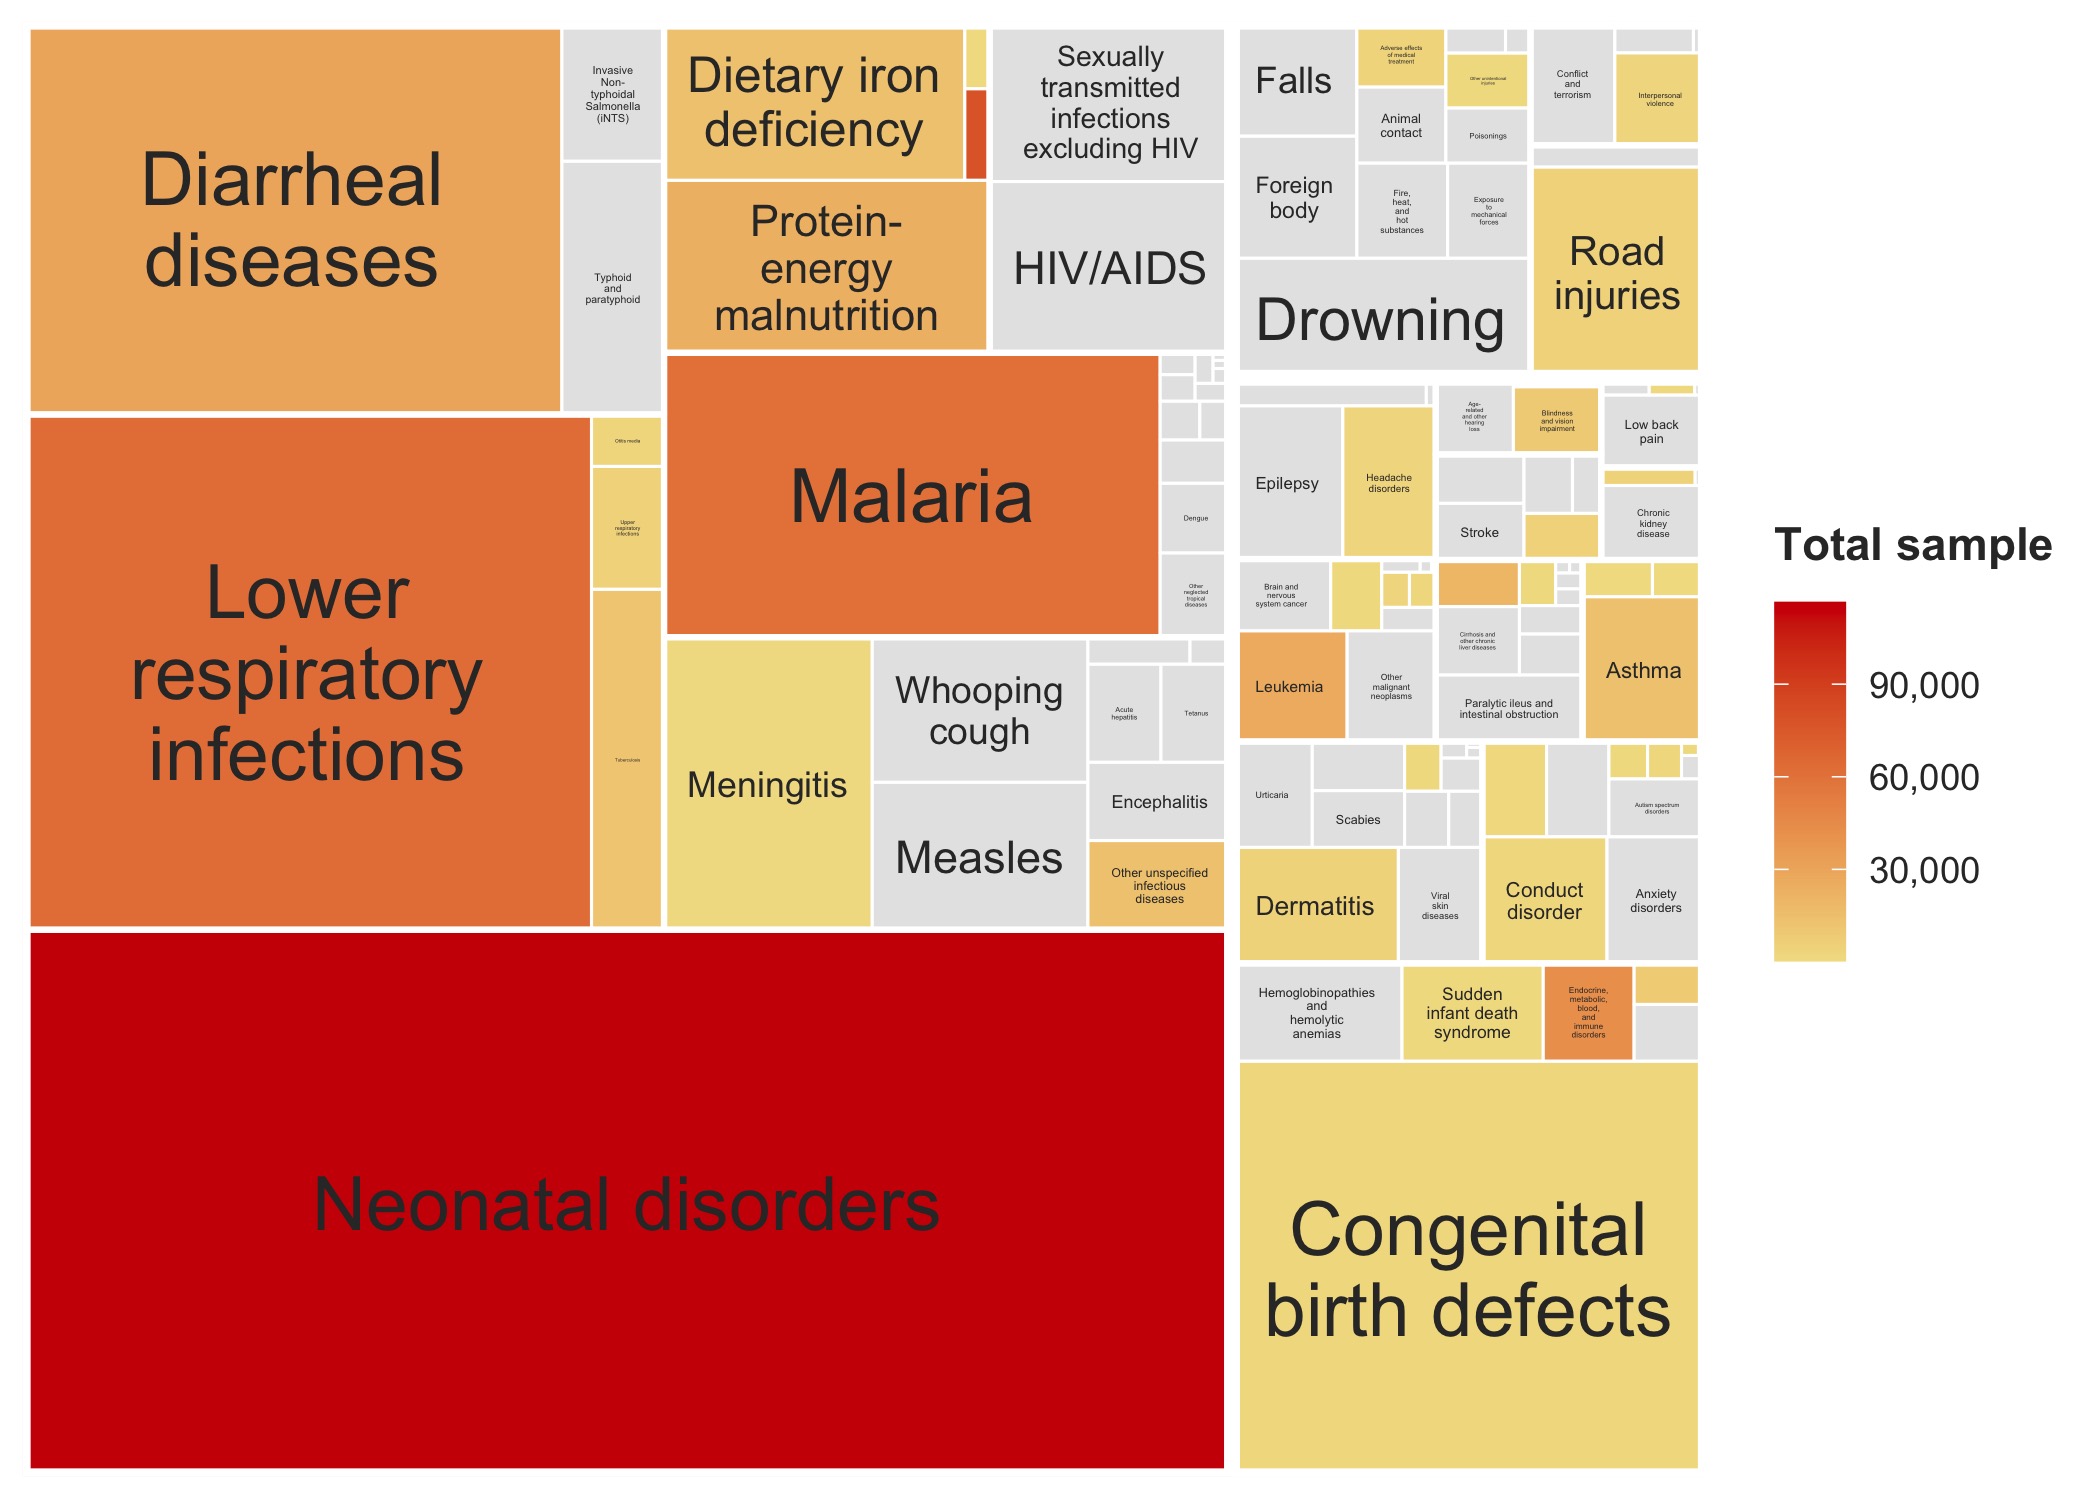 Diarrheal
diseases
Invasive
Non-
typhoidal
Salmonella
(iNTS)
Typhoid
and
paratyphoid
Lower
respiratory
infections
Otitis media
Upper
respiratory
infections
Tuberculosis
Dietary iron
deficiency
Protein-
energy
malnutrition
Sexually
transmitted
infections
excluding HIV
HIV/AIDS
Malaria
Dengue
Other
neglected
tropical
diseases
Meningitis
Whooping
cough
Measles
Acute
hepatitis
Tetanus
Encephalitis
Other unspecified
infectious
diseases
Neonatal disorders
Falls
Adverse effects
of medical
treatment
Other unintentional
injuries
Animal
contact
Poisonings
Foreign
body
Fire,
heat,
and
hot
substances
Exposure
to
mechanical
forces
Drowning
Conflict
and
terrorism
Interpersonal
violence
Road
injuries
Epilepsy
Headache
disorders
Age-
related
and other
hearing
loss
Blindness
and vision
impairment
Stroke
Low back
pain
Chronic
kidney
disease
Brain and
nervous
system cancer
Leukemia
Other
malignant
neoplasms
Cirrhosis and
other chronic
liver diseases
Paralytic ileus and
intestinal obstruction
Asthma
Urticaria
Scabies
Dermatitis
Viral
skin
diseases
Conduct
disorder
Autism spectrum
disorders
Anxiety
disorders
Hemoglobinopathies
and
hemolytic
anemias
Sudden
infant death
syndrome
Endocrine,
metabolic,
blood,
and
immune
disorders
Congenital
birth defects
Total sample
90,000
60,000
30,000